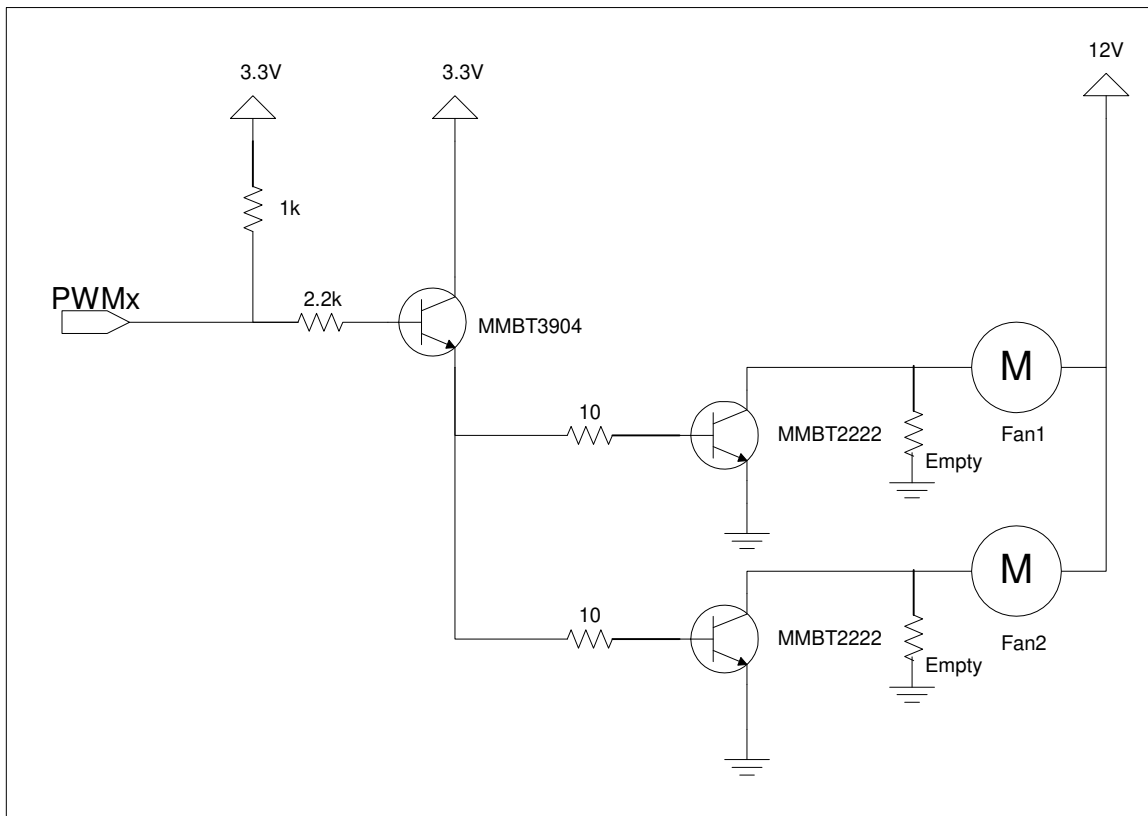 3.3V
3.3V
12V
1k
PWMx
2.2k
MMBT3904
10
MMBT2222
M
Fan1
Empty
10
MMBT2222
M
Fan2
Empty